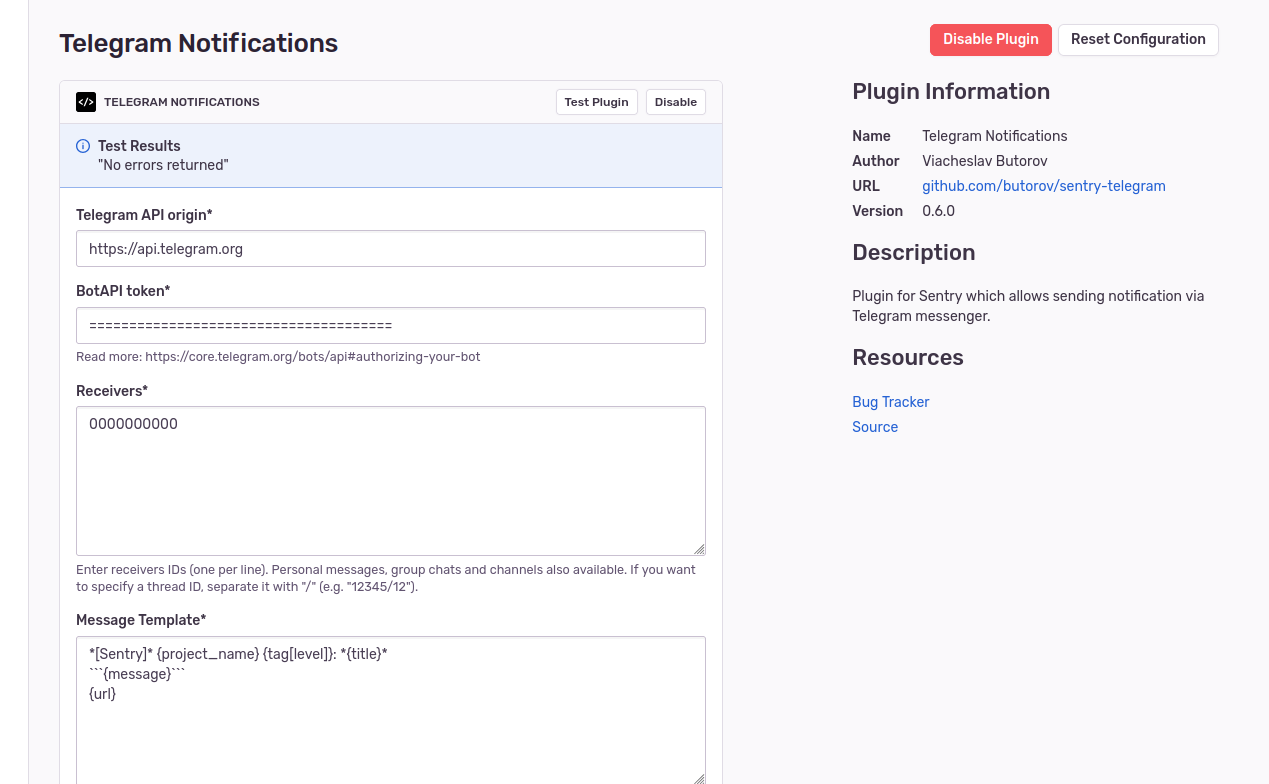 Telegram Notifications
Disable Plugin
Reset Configuration
</> TELEGRAM NOTIFICATIONS
Test Plugin
Disable
Test Results
"No errors returned"
Telegram API origin*
https://api.telegram.org
BotAPI token*
======================================
Read more: https://core.telegram.org/bots/api#authorizing-your-bot
Receivers*
0000000000
Enter receivers IDs (one per line). Personal messages, group chats and channels also available. If you want
to specify a thread ID, separate it with "/" (e.g. "12345/12").
Message Template*
*[Sentry]* {project_name} {tag[level]}: *{title}*
```{message}```
{url}
Plugin Information
Name Telegram Notifications
Author Viacheslav Butorov
URL github.com/butorov/sentry-telegram
Version 0.6.0
Description
Plugin for Sentry which allows sending notification via
Telegram messenger.
Resources
Bug Tracker
Source